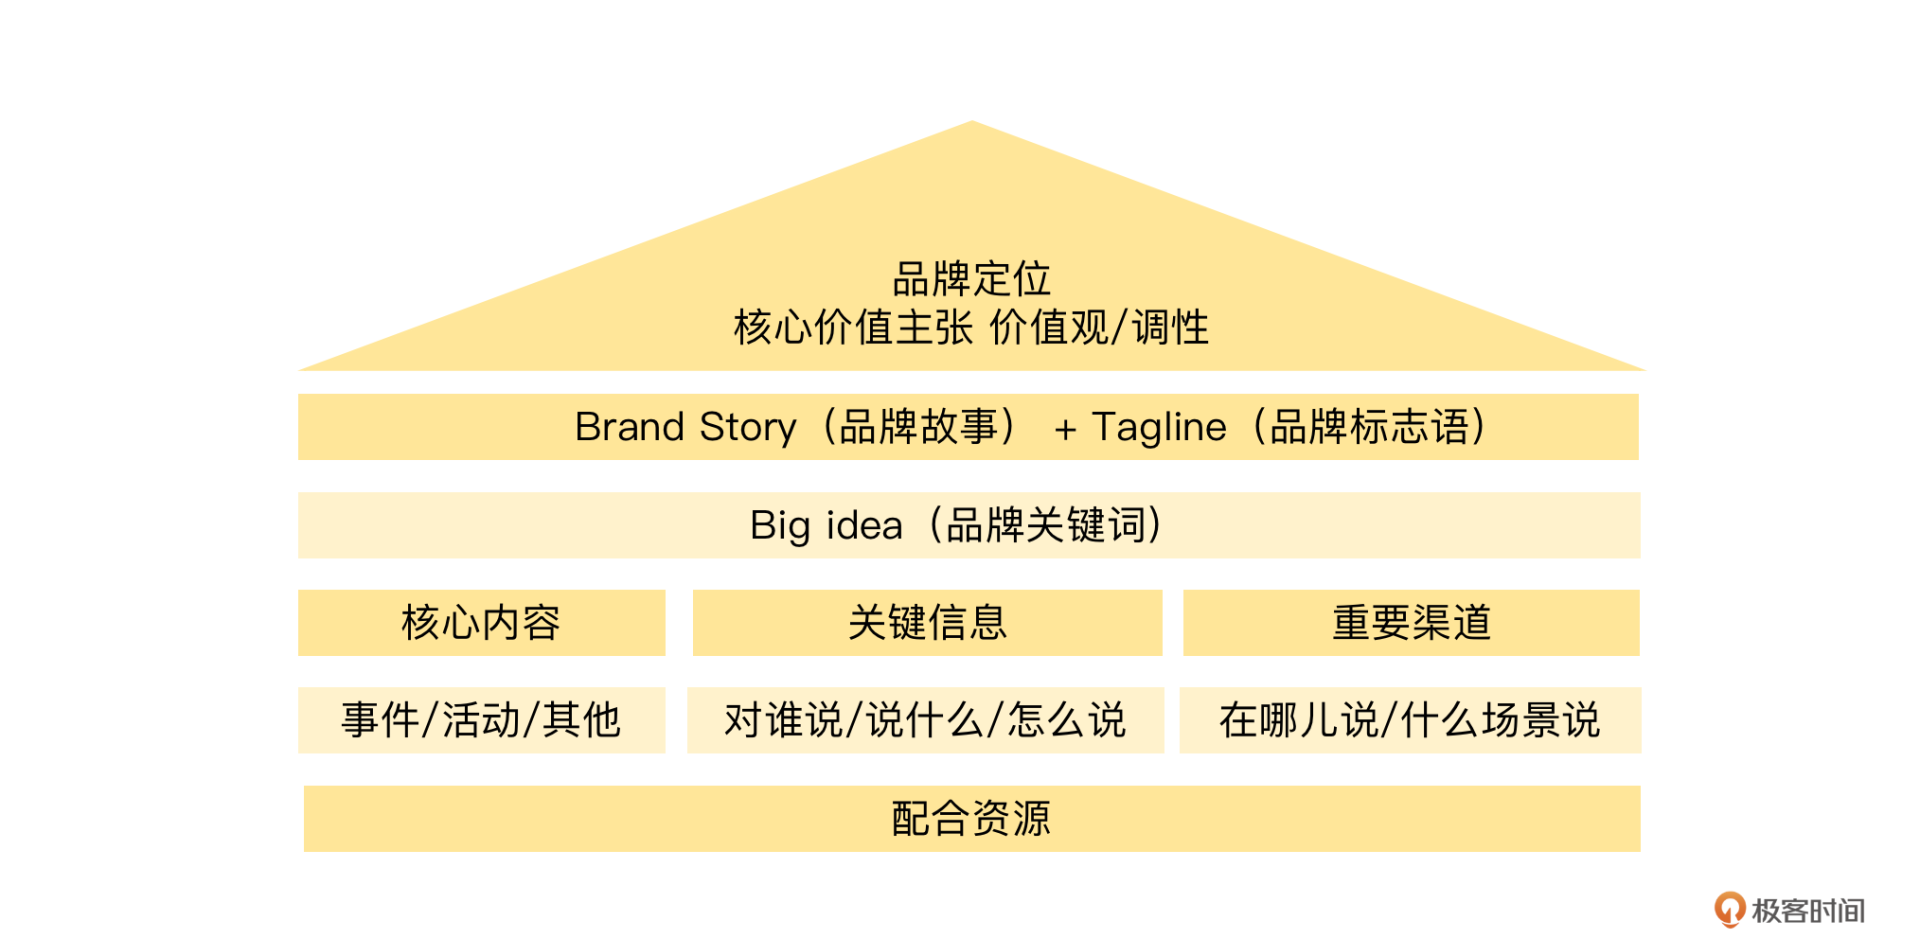 品牌定位
核心价值主张 价值观/调性
Brand Story（品牌故事） + Tagline（品牌标志语）
Big idea（品牌关键词）
核心内容
关键信息
重要渠道
事件/活动/其他
对谁说/说什么/怎么说
在哪儿说/什么场景说
配合资源
极客时间